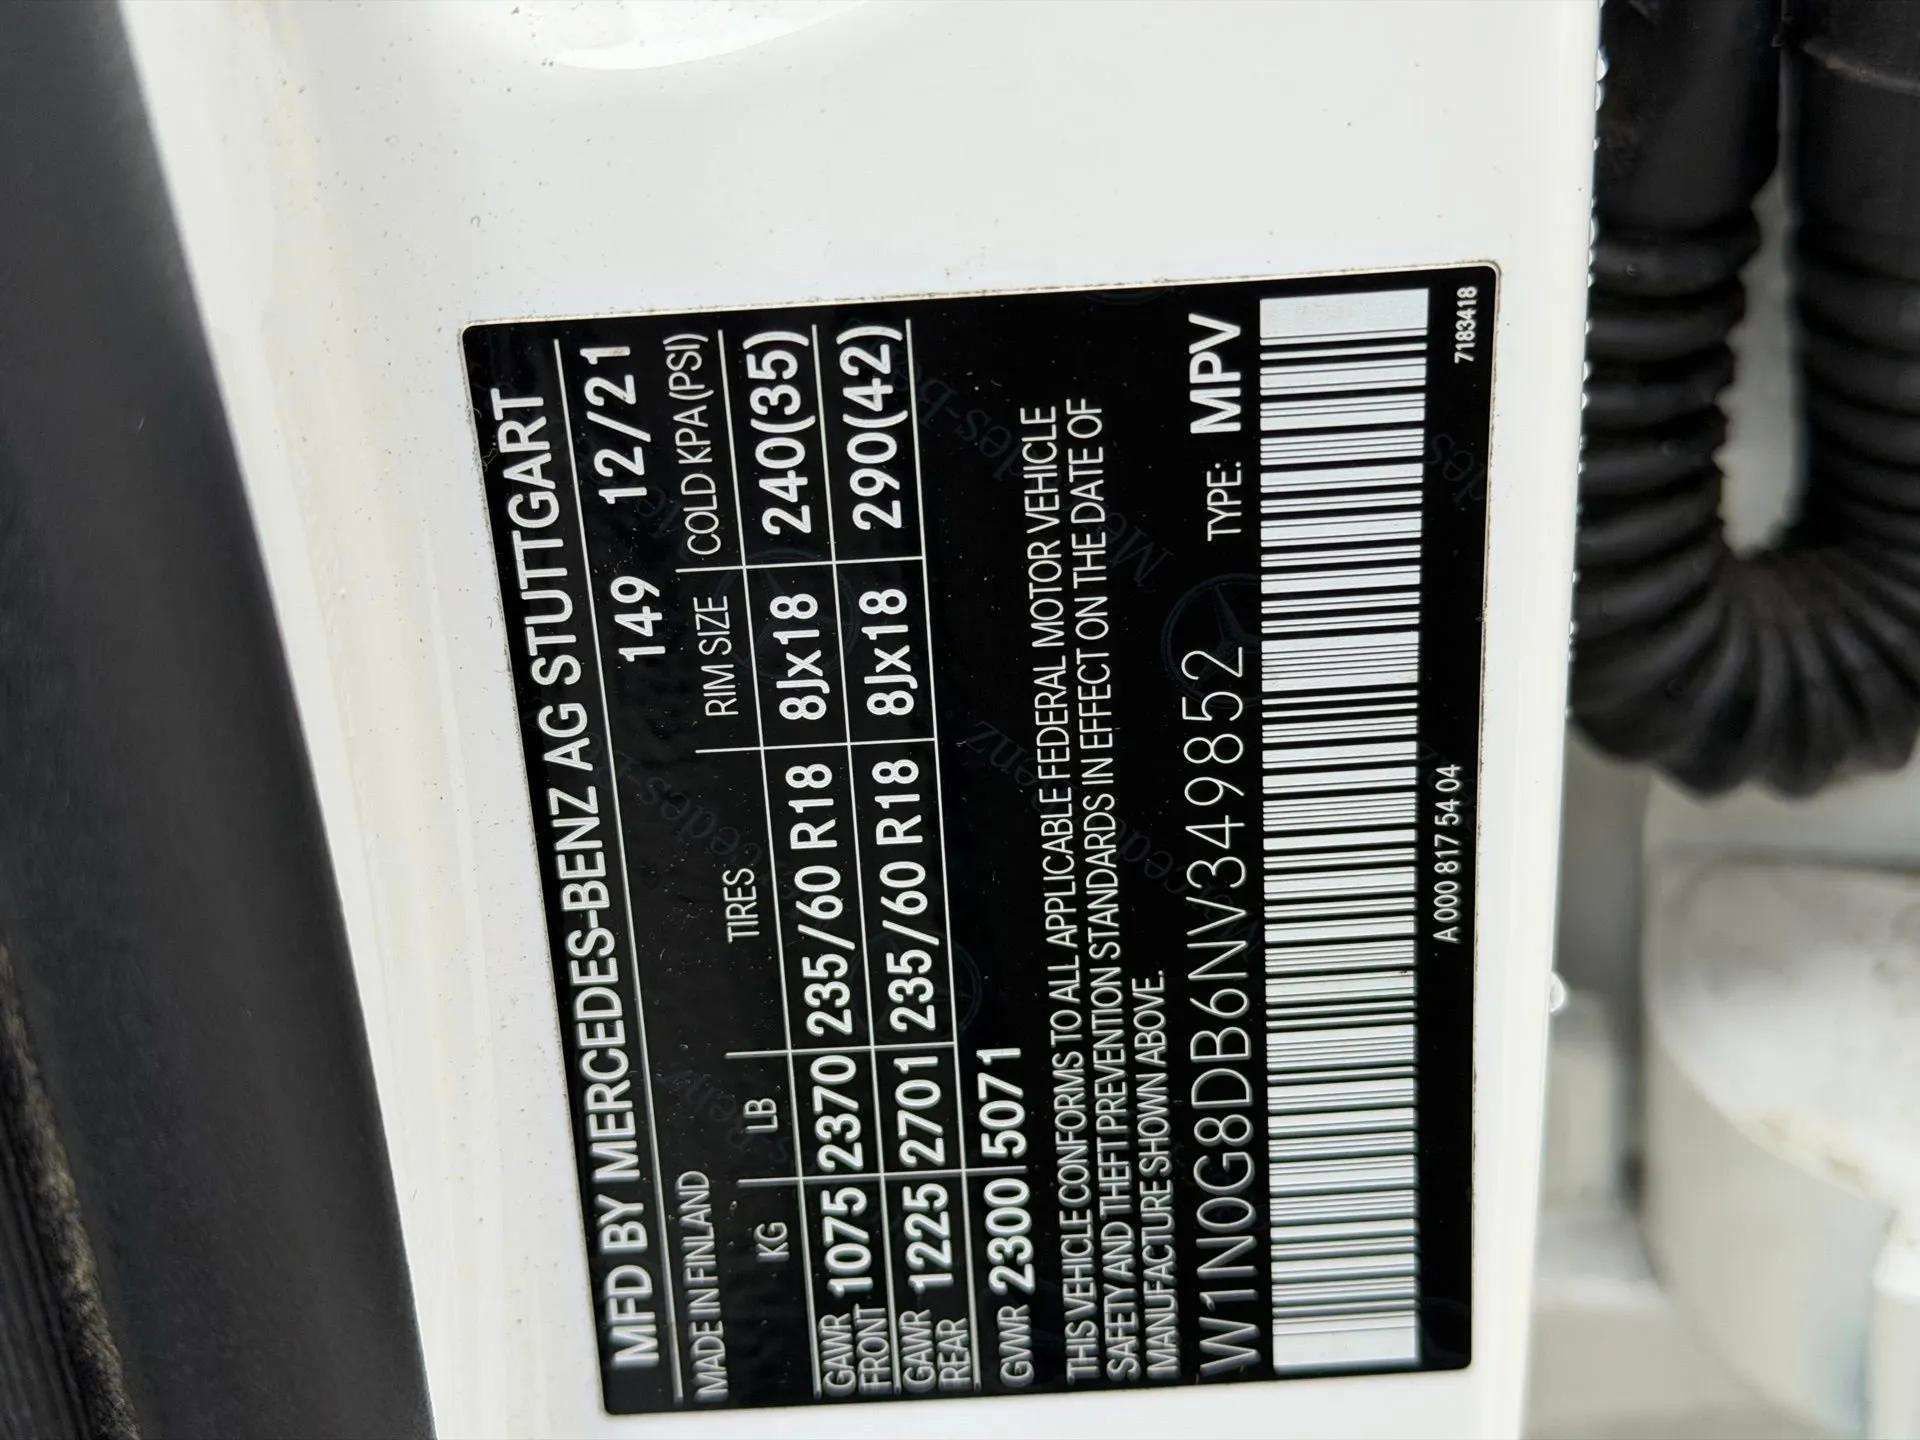 MFD BY MERCEDES-BENZ AG STUTTGART
MADE IN FINLAND 149 12/21
KG LB TIRES RIM SIZE COLD KPA (PSI)
GAWR FRONT 1075 2370 235/60 R18 8Jx18 240(35)
GAWR REAR 1225 2701 235/60 R18 8Jx18 290(42)
GWR 2300 5071
THIS VEHICLE CONFORMS TO ALL APPLICABLE FEDERAL MOTOR VEHICLE
SAFETY AND THEFT PREVENTION STANDARDS IN EFFECT ON THE DATE OF
MANUFACTURE SHOWN ABOVE.
W1N0G8DB6NV349852 TYPE: MPV
A 000 817 54 04 7183418